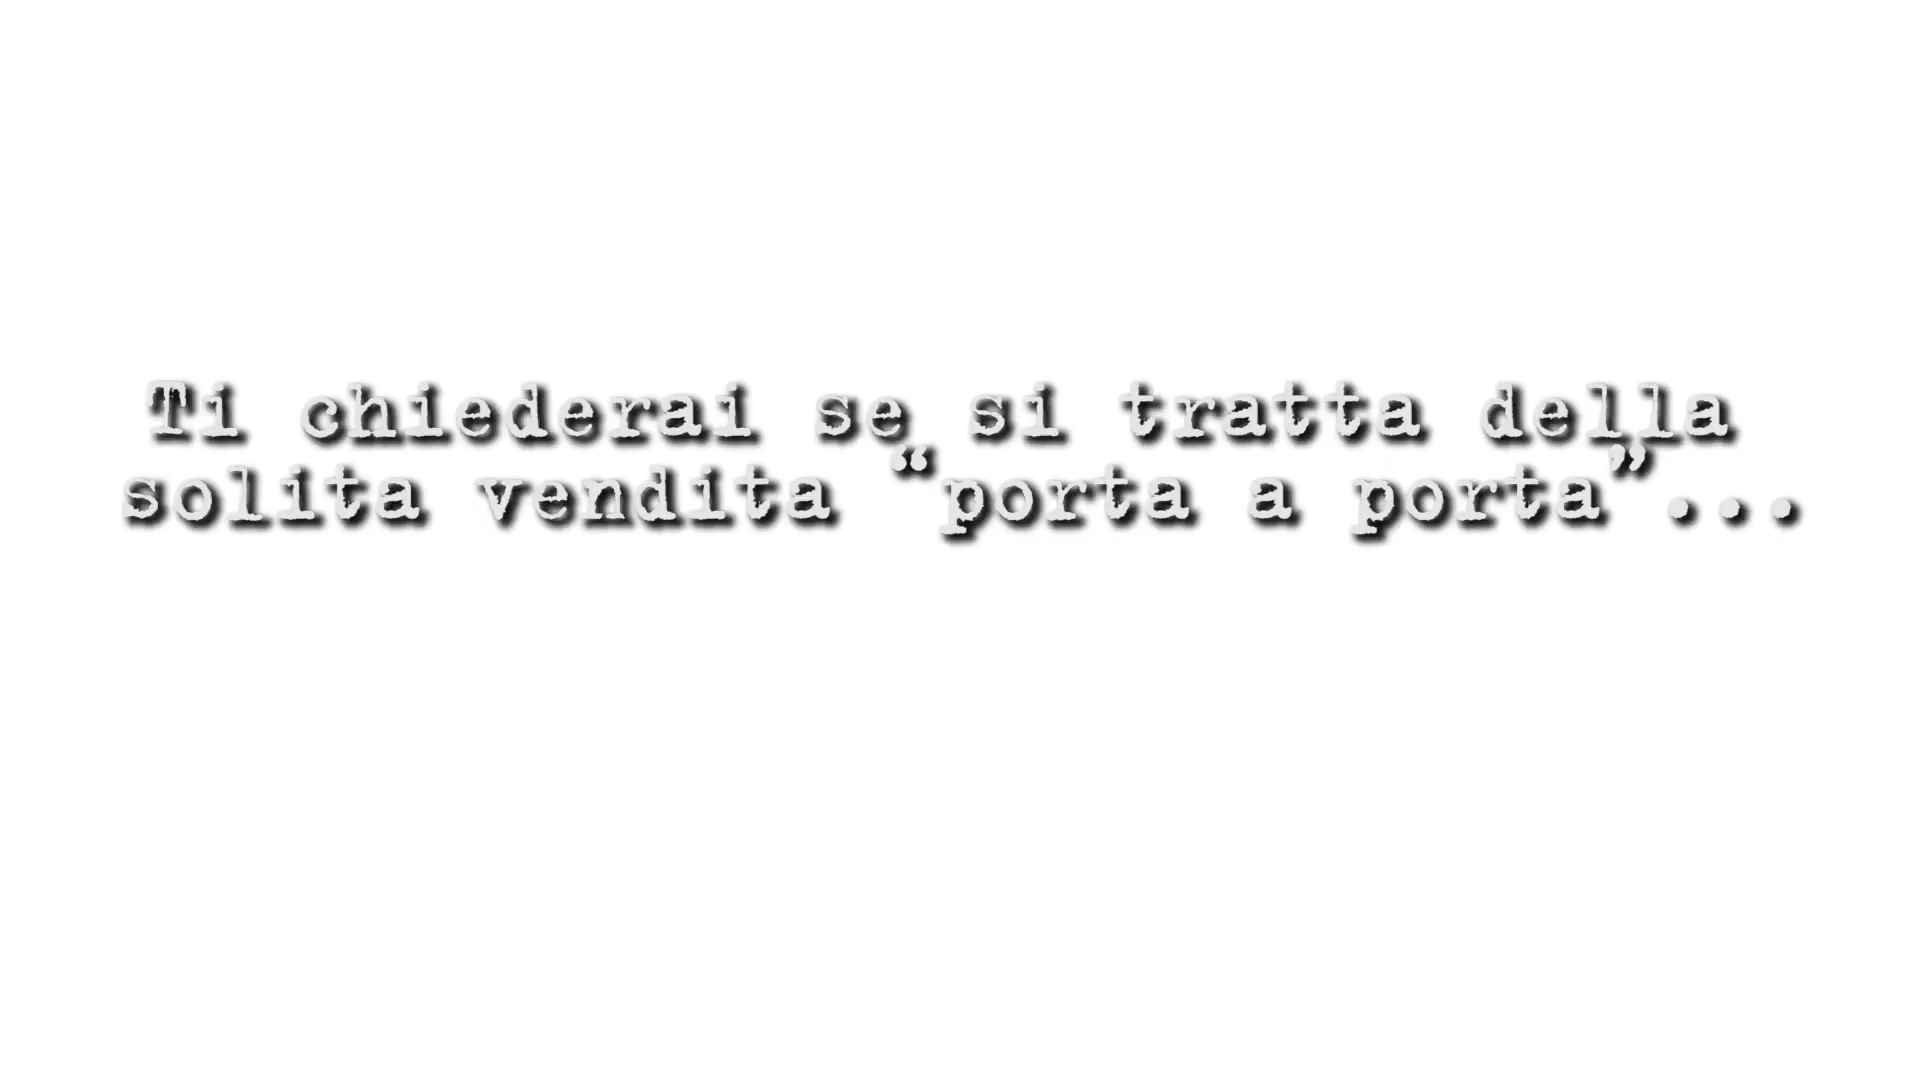 Ti chiederai se si tratta della
solita vendita “porta a porta”...